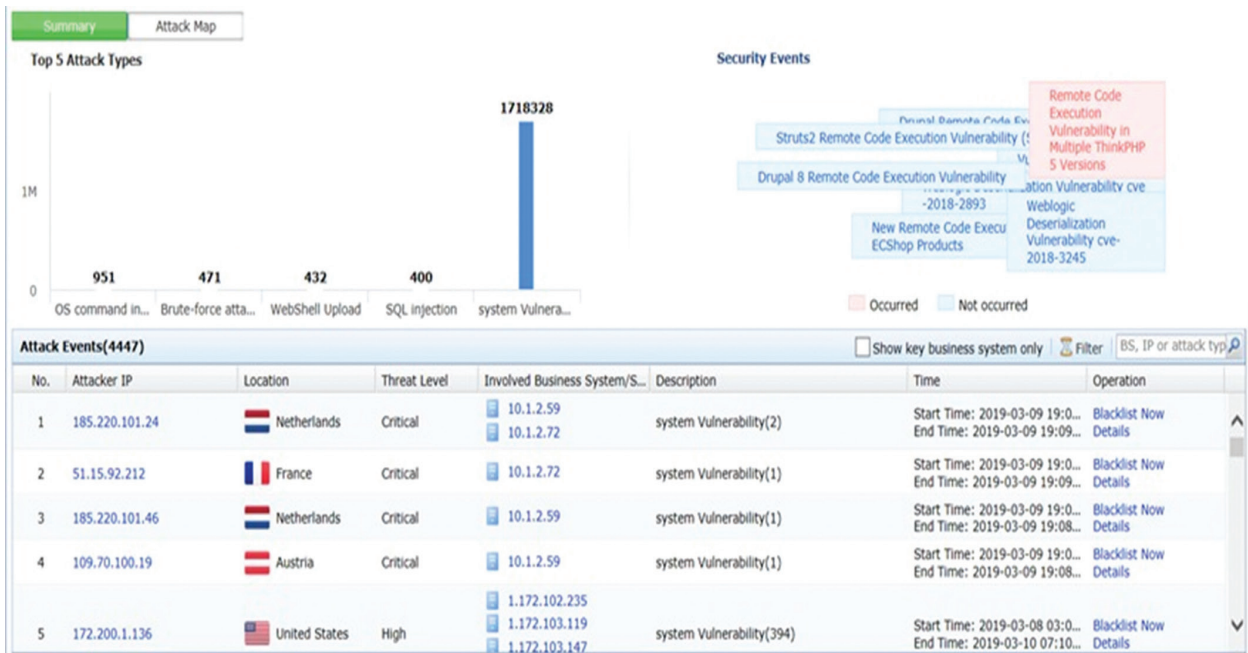 Summary
Attack Map
Top 5 Attack Types
1718328
1M
951
471
432
400
0
OS command in...
Brute-force atta...
WebShell Upload
SQL injection
system Vulnera...
Security Events
Remote Code
Execution
Vulnerability in
Multiple ThinkPHP
5 Versions
Drupal Remote Code
Struts2 Remote Code Execution Vulnerability
Drupal 8 Remote Code Execution Vulnerability
Vulnerability cve
-2018-2893
Weblogic
Deserialization
Vulnerability cve-
2018-3245
New Remote Code Execu
ECShop Products
Occurred
Not occurred
Attack Events(4447)
Show key business system only
Filter
BS, IP or attack typ
No. Attacker IP Location Threat Level Involved Business System/S... Description Time Operation
1 185.220.101.24 Netherlands Critical 10.1.2.59 system Vulnerability(2) Start Time: 2019-03-09 19:0... Blacklist Now
10.1.2.72 End Time: 2019-03-09 19:09... Details
2 51.15.92.212 France Critical 10.1.2.72 system Vulnerability(1) Start Time: 2019-03-09 19:0... Blacklist Now
End Time: 2019-03-09 19:09... Details
3 185.220.101.46 Netherlands Critical 10.1.2.59 system Vulnerability(1) Start Time: 2019-03-09 19:0... Blacklist Now
End Time: 2019-03-09 19:08... Details
4 109.70.100.19 Austria Critical 10.1.2.59 system Vulnerability(1) Start Time: 2019-03-09 19:0... Blacklist Now
End Time: 2019-03-09 19:08... Details
1.172.102.235
5 172.200.1.136 United States High 1.172.103.119 system Vulnerability(394) Start Time: 2019-03-08 03:0... Blacklist Now
1.172.103.147 End Time: 2019-03-10 07:10... Details